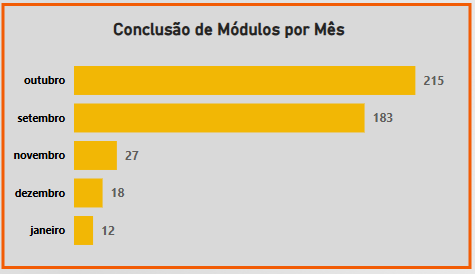 Conclusão de Módulos por Mês
outubro 215
setembro 183
novembro 27
dezembro 18
janeiro 12